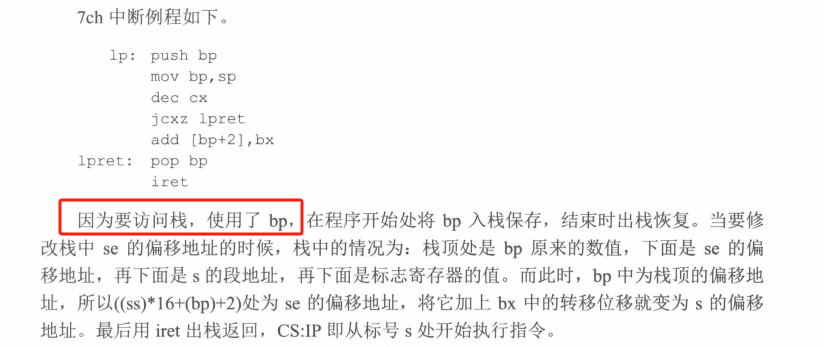 7ch 中断例程如下。
lp: push bp
mov bp,sp
dec cx
jcxz lpret
add [bp+2],bx
lpret: pop bp
iret
因为要访问栈，使用了 bp，在程序开始处将 bp 入栈保存，结束时出栈恢复。当要修
改栈中 se 的偏移地址的时候，栈中的情况为：栈顶处是 bp 原来的数值，下面是 se 的偏
移地址，再下面是 s 的段地址，再下面是标志寄存器的值。而此时，bp 中为栈顶的偏移地
址，所以((ss)*16+(bp)+2)处为 se 的偏移地址，将它加上 bx 中的转移位移就变为 s 的偏移
地址。最后用 iret 出栈返回，CS:IP 即从标号 s 处开始执行指令。